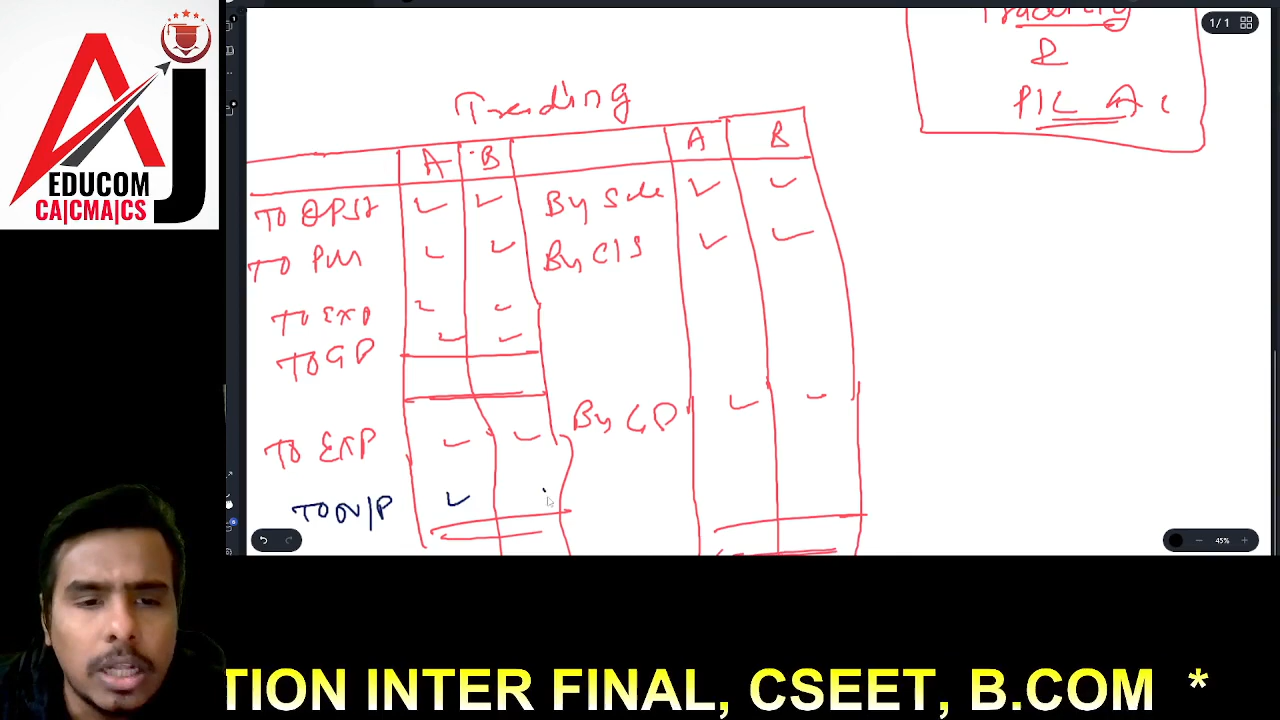 AJ
EDUCOM
CA|CMA|CS
1/1
&
P/L A c
Trading
A B A B
To OPST By Sale
To Pur By C/S
To EXP
To GP
By GP
To EXP
To N/P
45%
TION INTER FINAL, CSEET, B.COM *